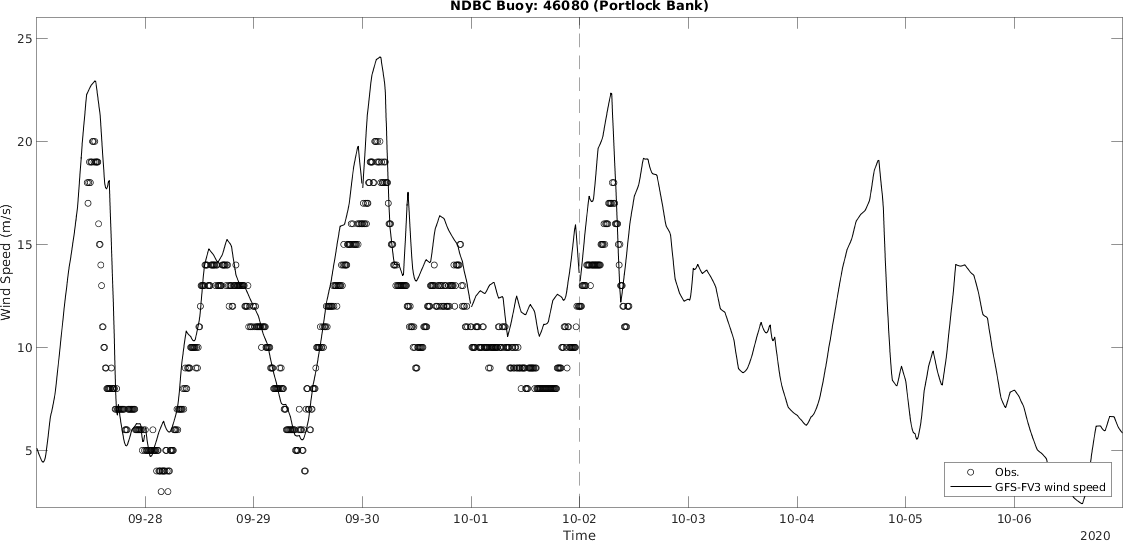 NDBC Buoy: 46080 (Portlock Bank)
25
20
15
10
5
Wind Speed (m/s)
Obs.
GFS-FV3 wind speed
09-28 09-29 09-30 10-01 10-02 10-03 10-04 10-05 10-06
Time
2020